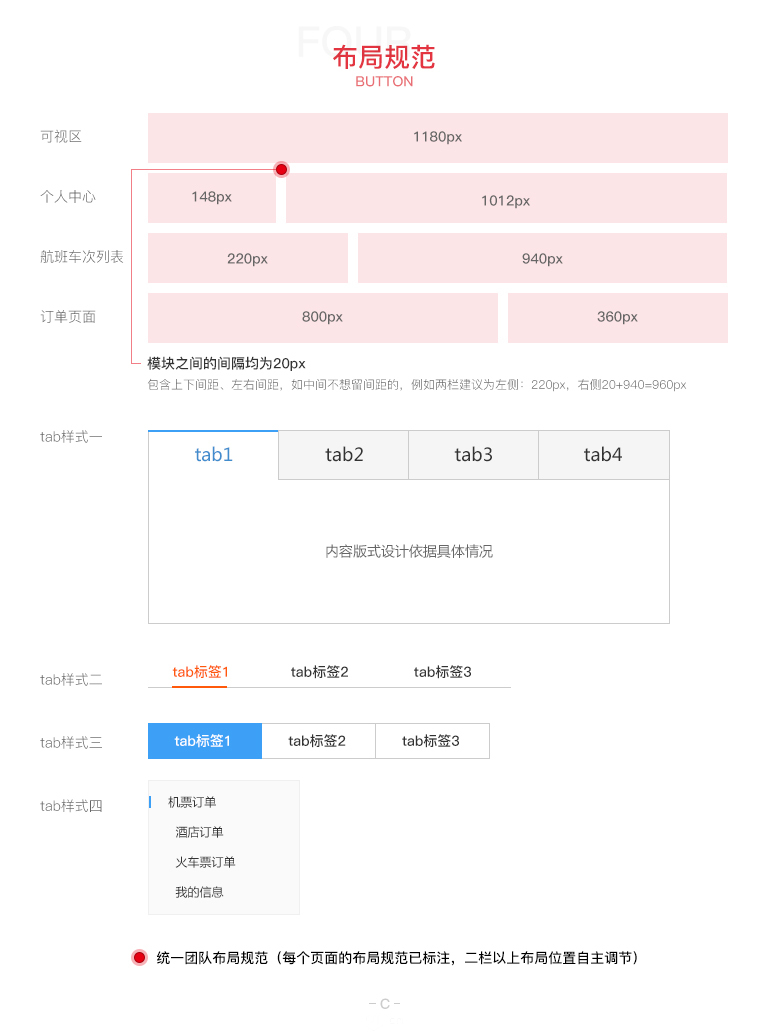 FOUR
布局规范
BUTTON
可视区
1180px
个人中心
148px
1012px
航班车次列表
220px
940px
订单页面
800px
360px
模块之间的间隔均为20px
包含上下间距、左右间距，如中间不想留间距的，例如两栏建议为左侧：220px，右侧20+940=960px
tab样式一
tab1
tab2
tab3
tab4
内容版式设计依据具体情况
tab样式二
tab标签1
tab标签2
tab标签3
tab样式三
tab标签1
tab标签2
tab标签3
tab样式四
机票订单
酒店订单
火车票订单
我的信息
统一团队布局规范（每个页面的布局规范已标注，二栏以上布局位置自主调节）
– C –